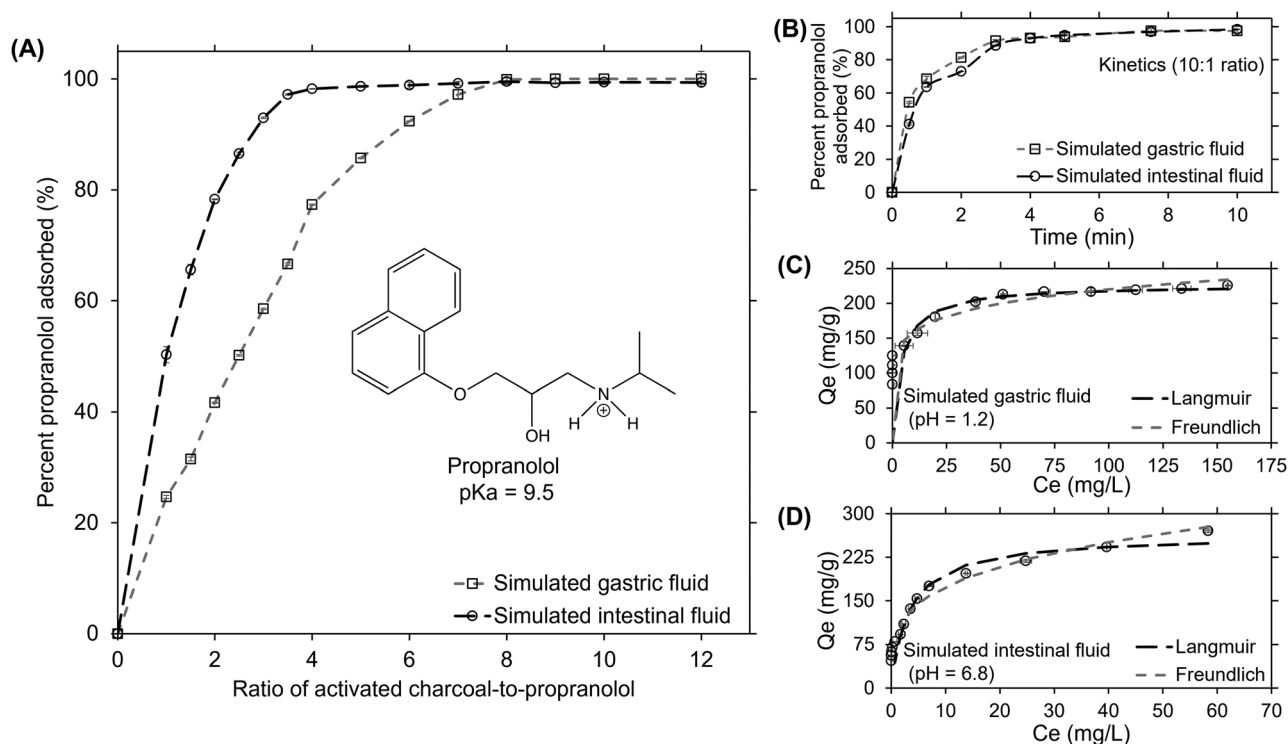 (A)
Percent propranolol adsorbed (%)
100
80
60
40
20
0
0 2 4 6 8 10 12
Ratio of activated charcoal-to-propranolol
O
OH
N
H H
Propranolol
pKa = 9.5
Simulated gastric fluid
Simulated intestinal fluid
(B)
Percent propranolol
adsorbed (%)
100
80
60
40
20
0
0 2 4 6 8 10
Time (min)
Kinetics (10:1 ratio)
Simulated gastric fluid
Simulated intestinal fluid
(C)
Qe (mg/g)
250
200
150
100
50
0
0 25 50 75 100 125 150 175
Ce (mg/L)
Simulated gastric fluid
(pH = 1.2)
Langmuir
Freundlich
(D)
Qe (mg/g)
300
225
150
75
0
0 10 20 30 40 50 60 70
Ce (mg/L)
Simulated intestinal fluid
(pH = 6.8)
Langmuir
Freundlich